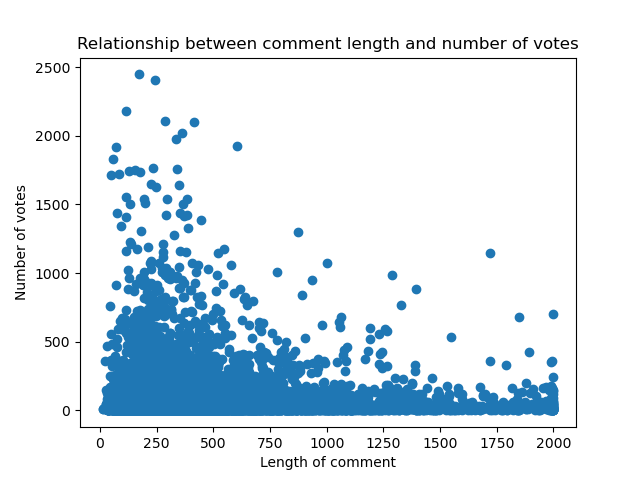 Relationship between comment length and number of votes
2500
2000
1500
1000
500
0
Number of votes
0 250 500 750 1000 1250 1500 1750 2000
Length of comment